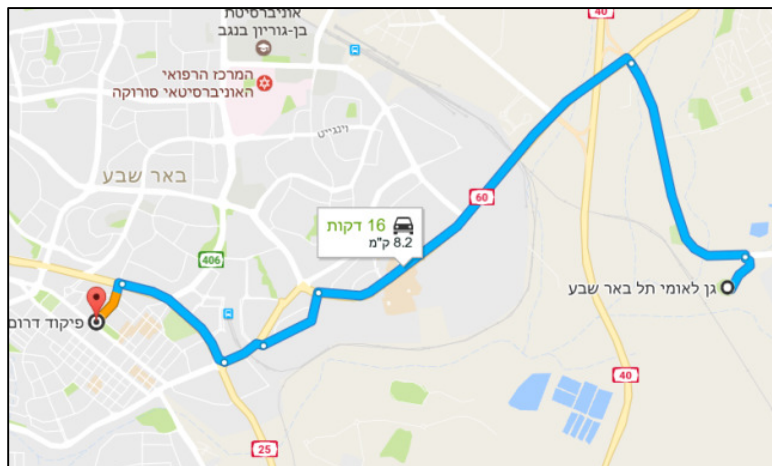 אוניברסיטת
בן-גוריון בנגב
40
המרכז הרפואי
האוניברסיטאי סורוקה
וינגייט
באר שבע
60
16 דקות
8.2 ק"מ
406
גן לאומי תל באר שבע
פיקוד דרום
40
25